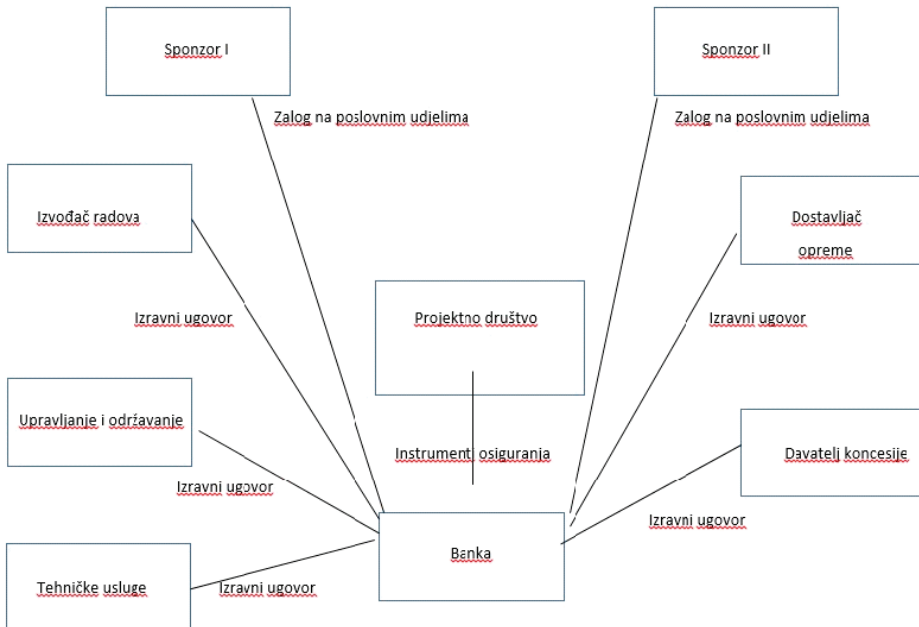 Sponzor I
Sponzor II
Zalog na poslovnim udjelima
Zalog na poslovnim udjelima
Izvođač radova
Dostavljač
opreme
Izravni ugovor
Projektno društvo
Izravni ugovor
Upravljanje i održavanje
Instrumenti osiguranja
Davatelj koncesije
Izravni ugovor
Izravni ugovor
Banka
Tehničke usluge
Izravni ugovor